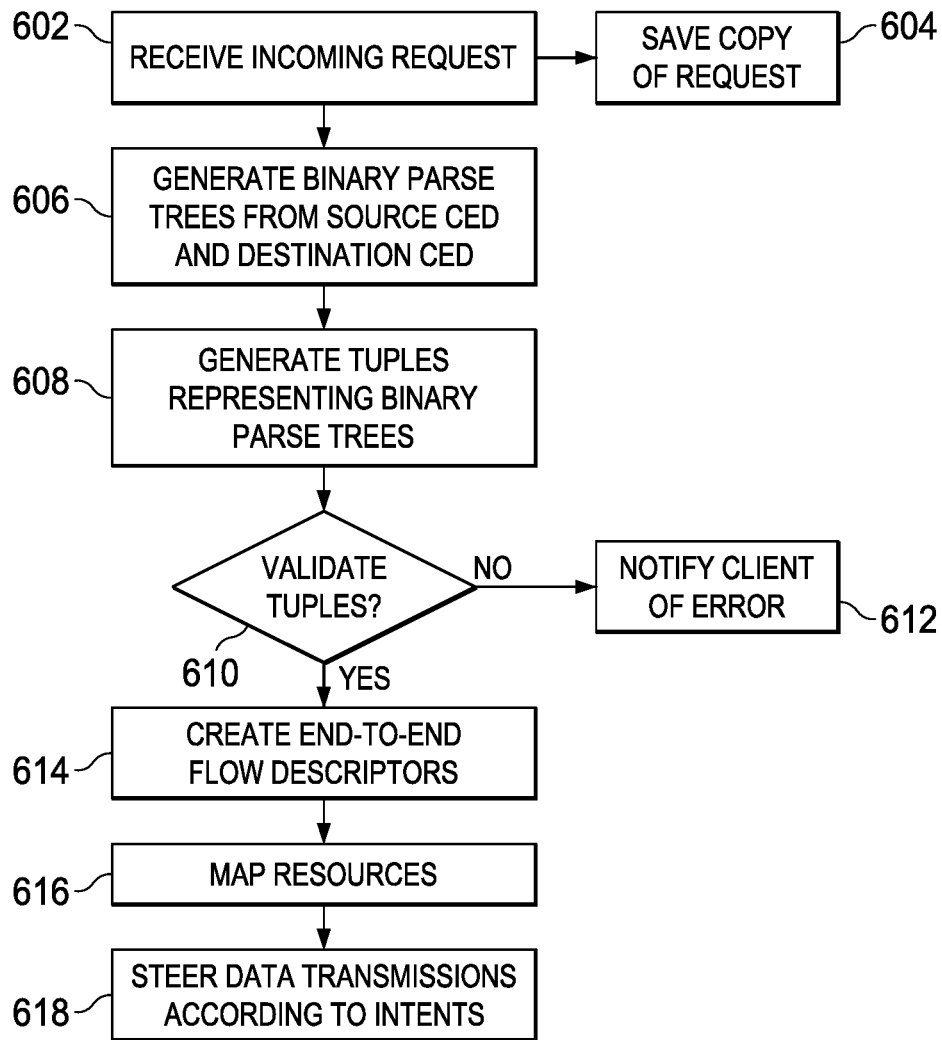 602
RECEIVE INCOMING REQUEST
SAVE COPY
OF REQUEST
604
606
GENERATE BINARY PARSE
TREES FROM SOURCE CED
AND DESTINATION CED
608
GENERATE TUPLES
REPRESENTING BINARY
PARSE TREES
VALIDATE
TUPLES?
610
NO
NOTIFY CLIENT
OF ERROR
612
YES
614
CREATE END-TO-END
FLOW DESCRIPTORS
616
MAP RESOURCES
618
STEER DATA TRANSMISSIONS
ACCORDING TO INTENTS